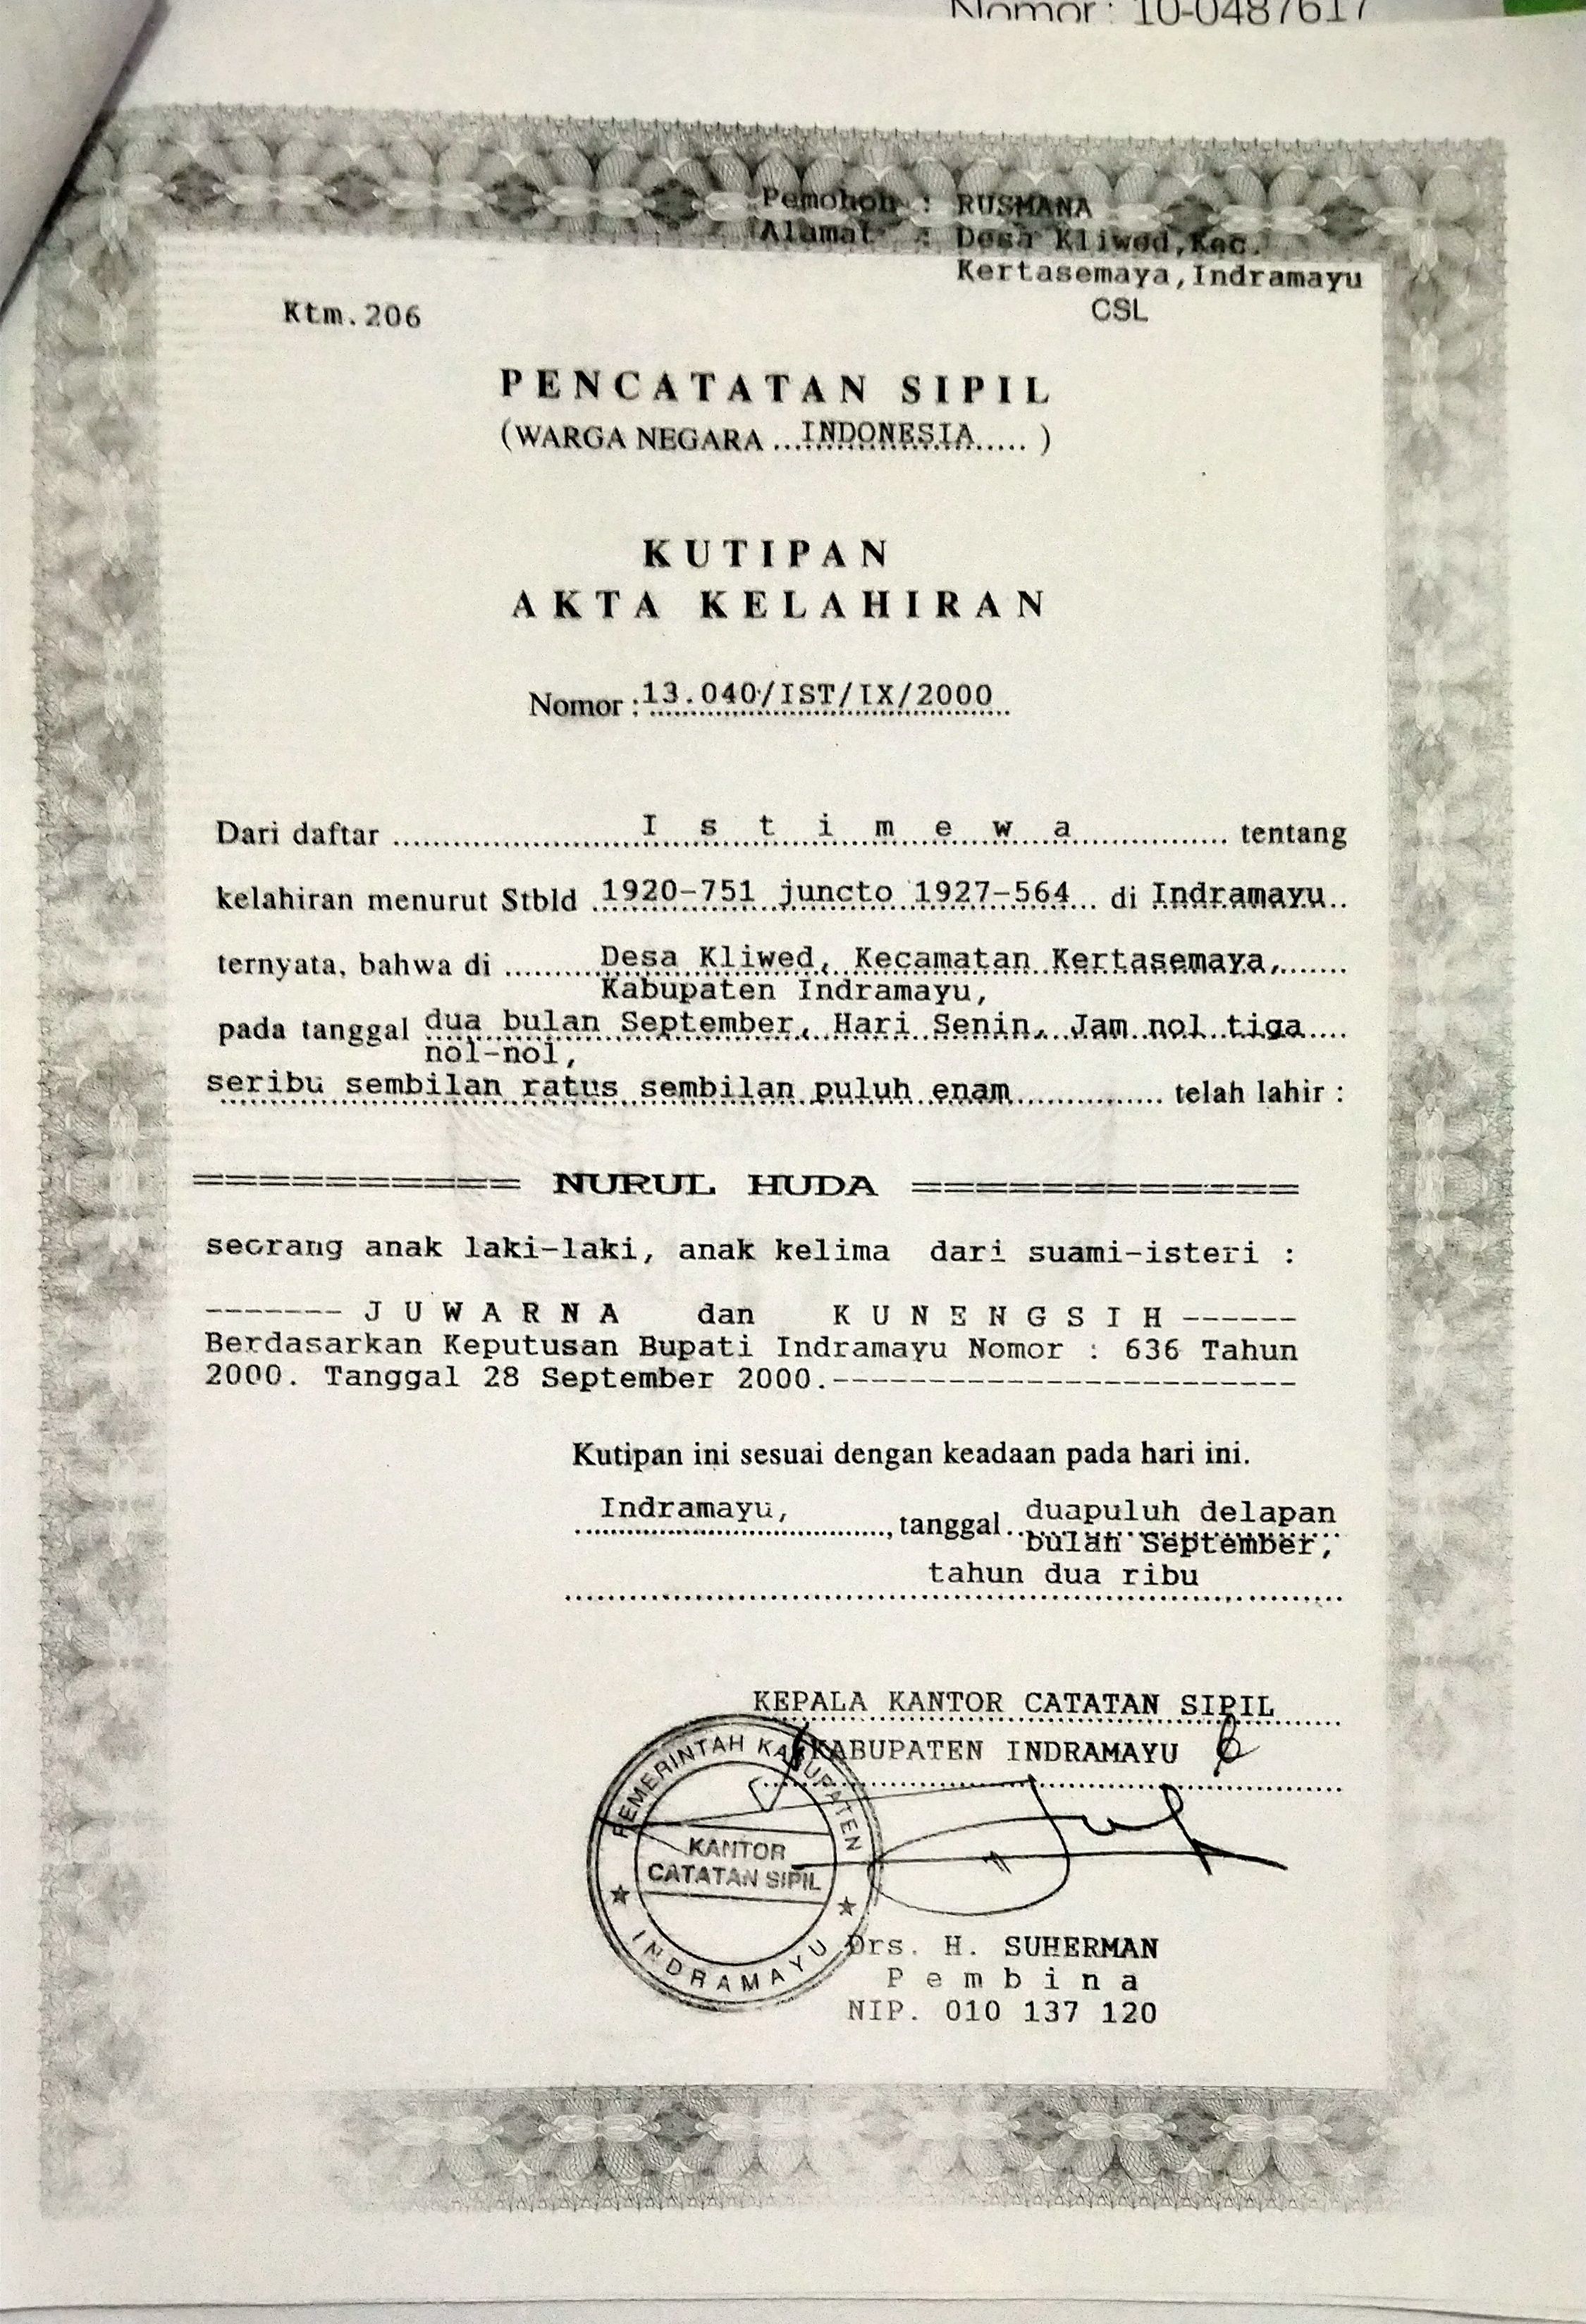 Nomor : 10-0487617
Pemohon : RUSMANA
Alamat : Desa Kliwed,Kec.
Kertasemaya,Indramayu
Ktm.206
CSL
PENCATATAN SIPIL
(WARGA NEGARA ...INDONESIA..... )
KUTIPAN
AKTA KELAHIRAN
Nomor : 13.040/IST/IX/2000
Dari daftar I s t i m e w a tentang
kelahiran menurut Stbld 1920-751 juncto 1927-564 di Indramayu
ternyata, bahwa di Desa Kliwed, Kecamatan Kertasemaya,
Kabupaten Indramayu,
pada tanggal dua bulan September, Hari Senin, Jam nol tiga
nol-nol,
seribu sembilan ratus sembilan puluh enam telah lahir :
========== NURUL HUDA ============
seorang anak laki-laki, anak kelima dari suami-isteri :
------- J U W A R N A dan K U N E N G S I H ------
Berdasarkan Keputusan Bupati Indramayu Nomor : 636 Tahun
2000. Tanggal 28 September 2000.------------------------
Kutipan ini sesuai dengan keadaan pada hari ini.
Indramayu, , tanggal duapuluh delapan
bulan September,
tahun dua ribu
KEPALA KANTOR CATATAN SIPIL
KABUPATEN INDRAMAYU
PEMERINTAH KABUPATEN
KANTOR
CATATAN SIPIL
★ INDRAMAYU ★
Drs. H. SUHERMAN
P e m b i n a
NIP. 010 137 120